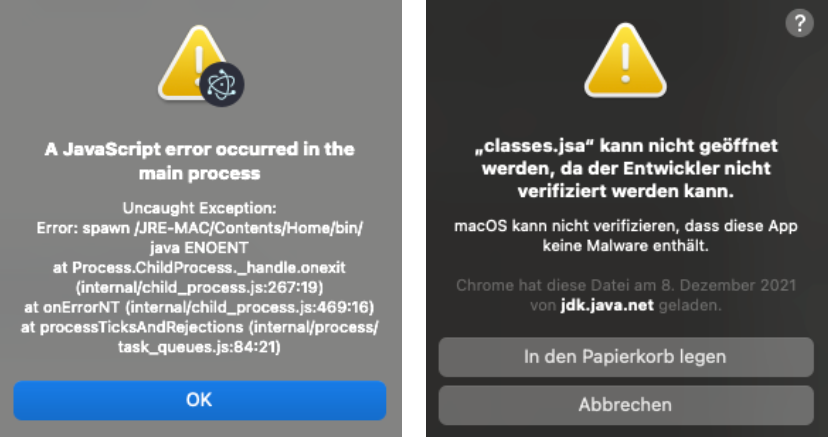 A JavaScript error occurred in the
main process
Uncaught Exception:
Error: spawn /JRE-MAC/Contents/Home/bin/
java ENOENT
at Process.ChildProcess._handle.onexit
(internal/child_process.js:267:19)
at onErrorNT (internal/child_process.js:469:16)
at processTicksAndRejections (internal/process/
task_queues.js:84:21)
OK
?
„classes.jsa“ kann nicht geöffnet
werden, da der Entwickler nicht
verifiziert werden kann.
macOS kann nicht verifizieren, dass diese App
keine Malware enthält.
Chrome hat diese Datei am 8. Dezember 2021
von jdk.java.net geladen.
In den Papierkorb legen
Abbrechen